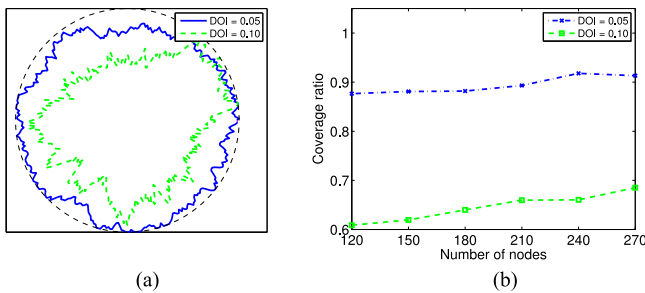 DOI = 0.05
DOI = 0.10
(a)
DOI = 0.05
DOI = 0.10
Coverage ratio
1
0.9
0.8
0.7
0.6
120 150 180 210 240 270
Number of nodes
(b)